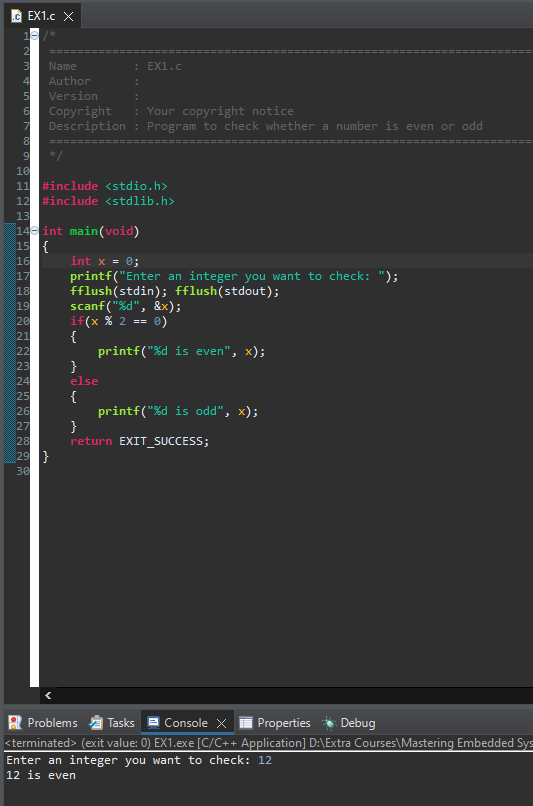 EX1.c
1 /*
2 ======================================================================
3 Name        : EX1.c
4 Author      :
5 Version     :
6 Copyright   : Your copyright notice
7 Description : Program to check whether a number is even or odd
8 ======================================================================
9 */
10
11 #include <stdio.h>
12 #include <stdlib.h>
13
14 int main(void)
15 {
16     int x = 0;
17     printf("Enter an integer you want to check: ");
18     fflush(stdin); fflush(stdout);
19     scanf("%d", &x);
20     if(x % 2 == 0)
21     {
22         printf("%d is even", x);
23     }
24     else
25     {
26         printf("%d is odd", x);
27     }
28     return EXIT_SUCCESS;
29 }
30
Problems Tasks Console Properties Debug
<terminated> (exit value: 0) EX1.exe [C/C++ Application] D:\Extra Courses\Mastering Embedded Sys
Enter an integer you want to check: 12
12 is even